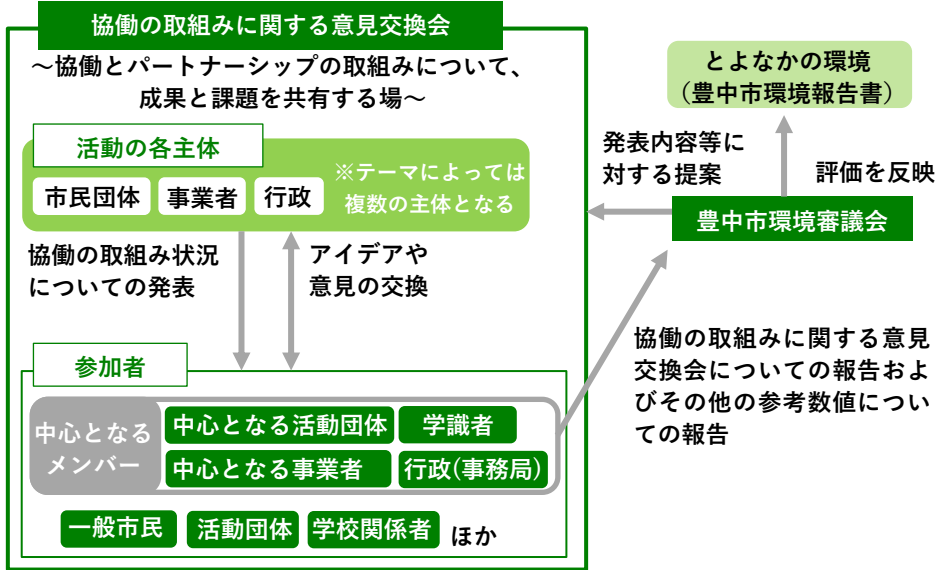 協働の取組みに関する意見交換会
～協働とパートナーシップの取組みについて、
成果と課題を共有する場～
活動の各主体
市民団体
事業者
行政
※テーマによっては
複数の主体となる
協働の取組み状況
についての発表
アイデアや
意見の交換
参加者
中心となる
メンバー
中心となる活動団体
学識者
中心となる事業者
行政(事務局)
一般市民
活動団体
学校関係者
ほか
とよなかの環境
（豊中市環境報告書）
発表内容等に
対する提案
評価を反映
豊中市環境審議会
協働の取組みに関する意見
交換会についての報告およ
びその他の参考数値につい
ての報告